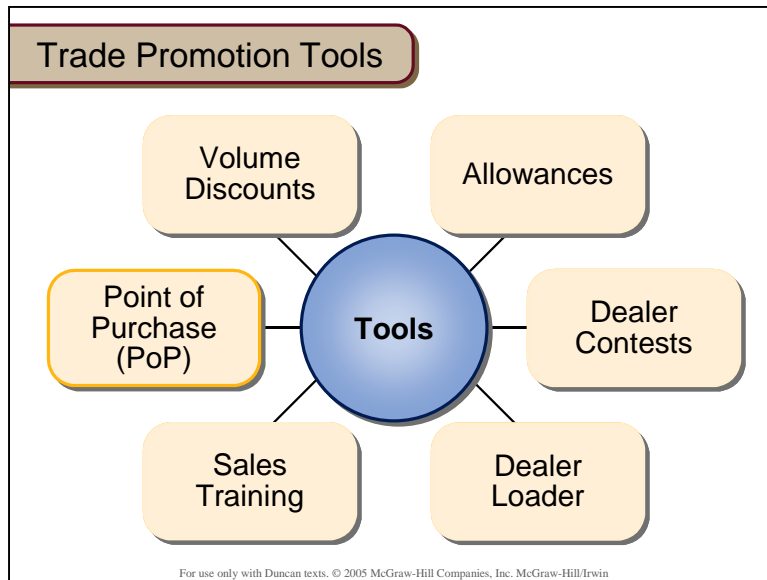 Trade Promotion Tools
Volume
Discounts
Allowances
Point of
Purchase
(PoP)
Tools
Dealer
Contests
Sales
Training
Dealer
Loader
For use only with Duncan texts. © 2005 McGraw-Hill Companies, Inc. McGraw-Hill/Irwin